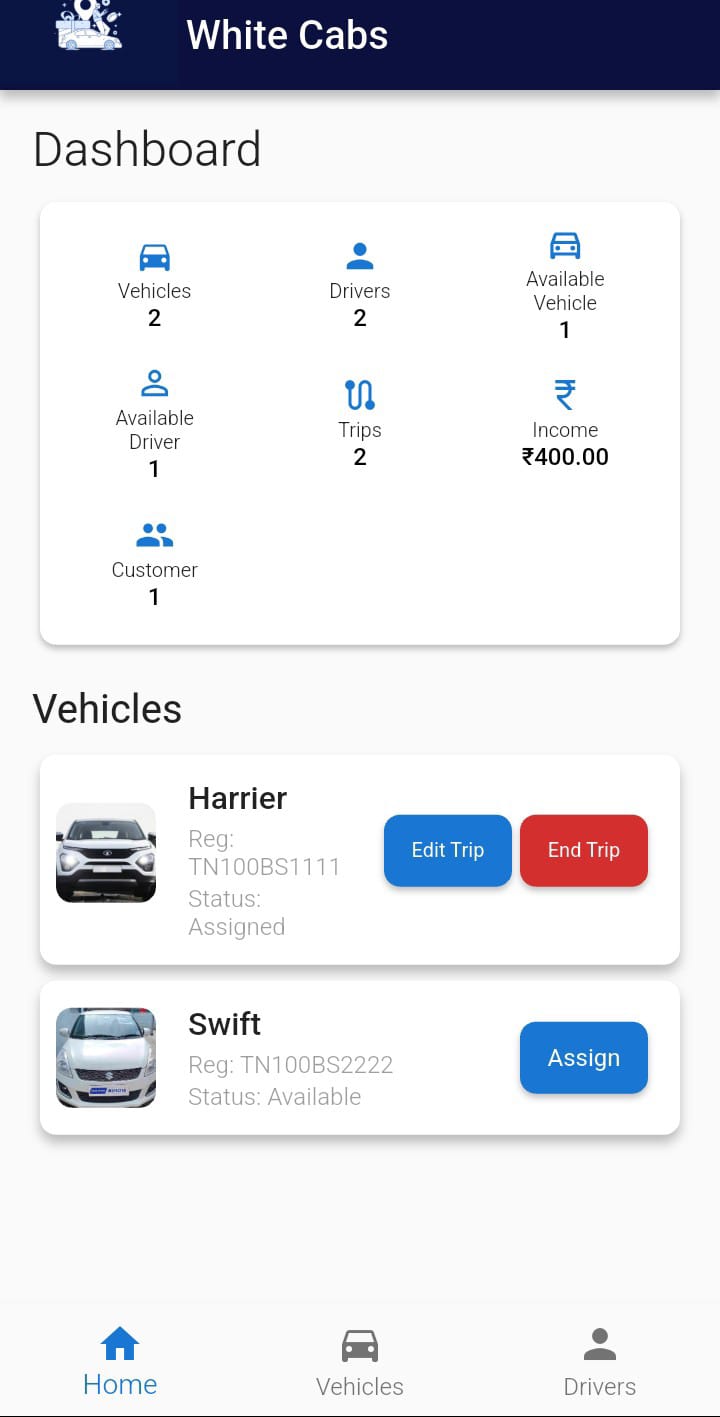 White Cabs
Dashboard
Vehicles
2
Drivers
2
Available
Vehicle
1
Available
Driver
1
Trips
2
Income
₹400.00
Customer
1
Vehicles
Harrier
Reg:
TN100BS1111
Status:
Assigned
Edit Trip
End Trip
Swift
Reg: TN100BS2222
Status: Available
Assign
Home
Vehicles
Drivers